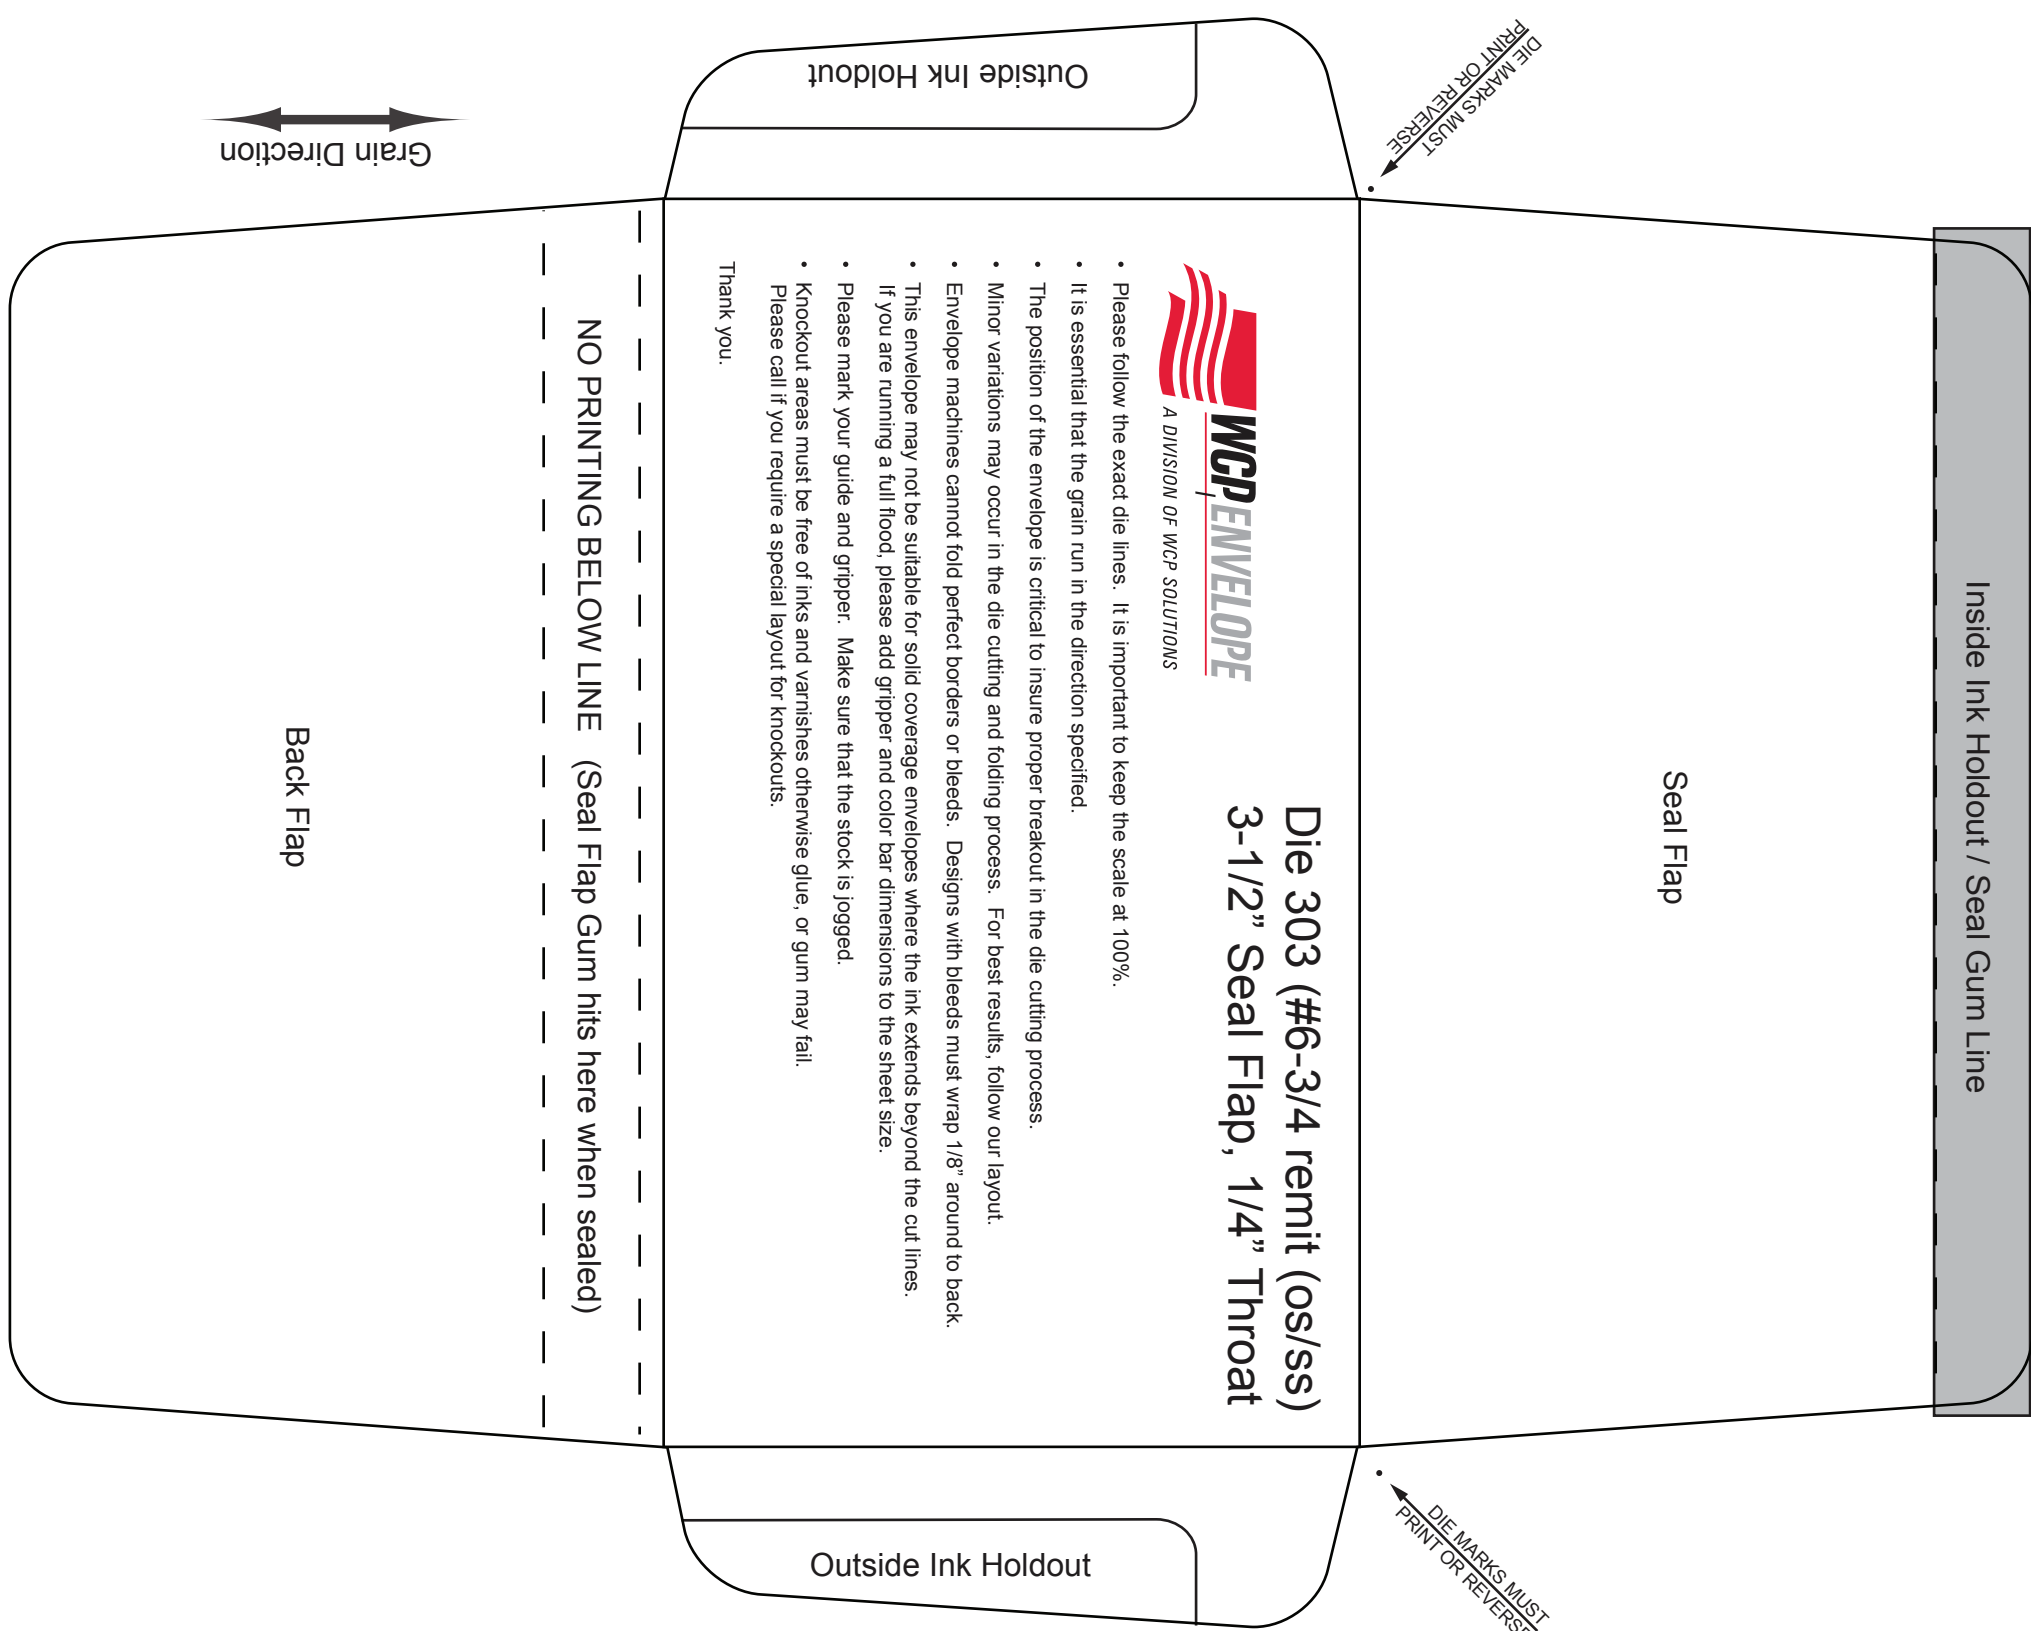 Inside Ink Holdout / Seal Gum Line
Seal Flap
DIE MARKS MUST
PRINT OR REVERSE
DIE MARKS MUST
PRINT OR REVERSE
Die 303 (#6-3/4 remit (os/ss)
3-1/2” Seal Flap, 1/4” Throat
WCP ENVELOPE
A DIVISION OF WCP SOLUTIONS
• Please follow the exact die lines. It is important to keep the scale at 100%.
• It is essential that the grain run in the direction specified.
• The position of the envelope is critical to insure proper breakout in the die cutting process.
• Minor variations may occur in the die cutting and folding process. For best results, follow our layout.
• Envelope machines cannot fold perfect borders or bleeds. Designs with bleeds must wrap 1/8” around to back.
• This envelope may not be suitable for solid coverage envelopes where the ink extends beyond the cut lines.
If you are running a full flood, please add gripper and color bar dimensions to the sheet size.
• Please mark your guide and gripper. Make sure that the stock is jogged.
• Knockout areas must be free of inks and varnishes otherwise glue, or gum may fail.
Please call if you require a special layout for knockouts.
Thank you.
Outside Ink Holdout
Outside Ink Holdout
NO PRINTING BELOW LINE (Seal Flap Gum hits here when sealed)
Back Flap
Grain Direction